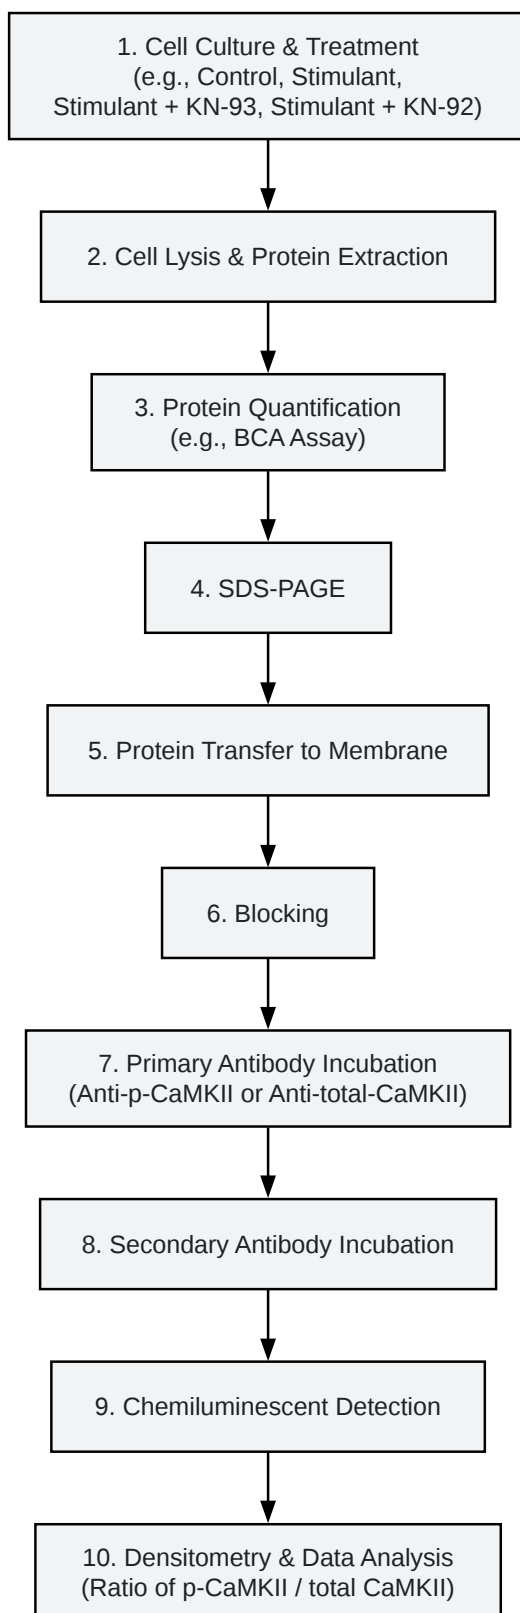 1. Cell Culture & Treatment
(e.g., Control, Stimulant,
Stimulant + KN-93, Stimulant + KN-92)
2. Cell Lysis & Protein Extraction
3. Protein Quantification
(e.g., BCA Assay)
4. SDS-PAGE
5. Protein Transfer to Membrane
6. Blocking
7. Primary Antibody Incubation
(Anti-p-CaMKII or Anti-total-CaMKII)
8. Secondary Antibody Incubation
9. Chemiluminescent Detection
10. Densitometry & Data Analysis
(Ratio of p-CaMKII / total CaMKII)